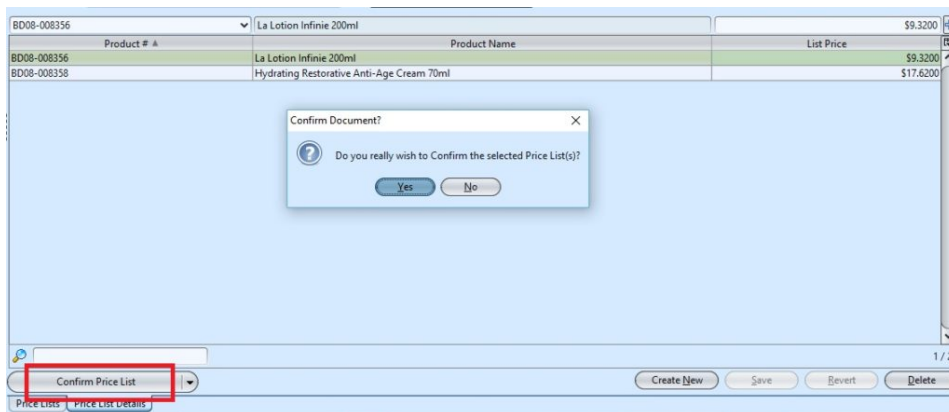 BD08-008356 La Lotion Infinie 200ml $9.3200
Product # Product Name List Price
BD08-008356 La Lotion Infinie 200ml $9.3200
BD08-008358 Hydrating Restorative Anti-Age Cream 70ml $17.6200
Confirm Document?
Do you really wish to Confirm the selected Price List(s)?
Yes No
1/2
Confirm Price List Create New Save Revert Delete
Price Lists Price List Details